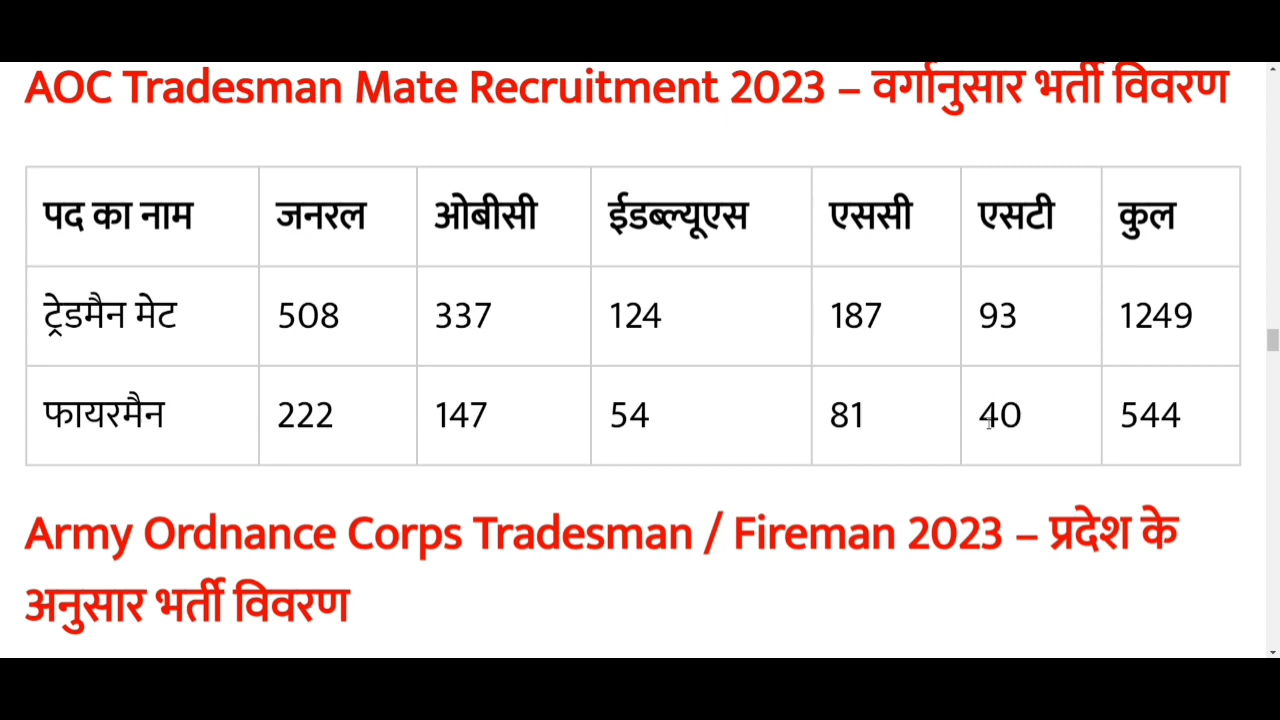 AOC Tradesman Mate Recruitment 2023 – वर्गानुसार भर्ती विवरण
पद का नाम जनरल ओबीसी ईडब्ल्यूएस एससी एसटी कुल
ट्रेडमैन मेट 508 337 124 187 93 1249
फायरमैन 222 147 54 81 40 544
Army Ordnance Corps Tradesman / Fireman 2023 – प्रदेश के
अनुसार भर्ती विवरण